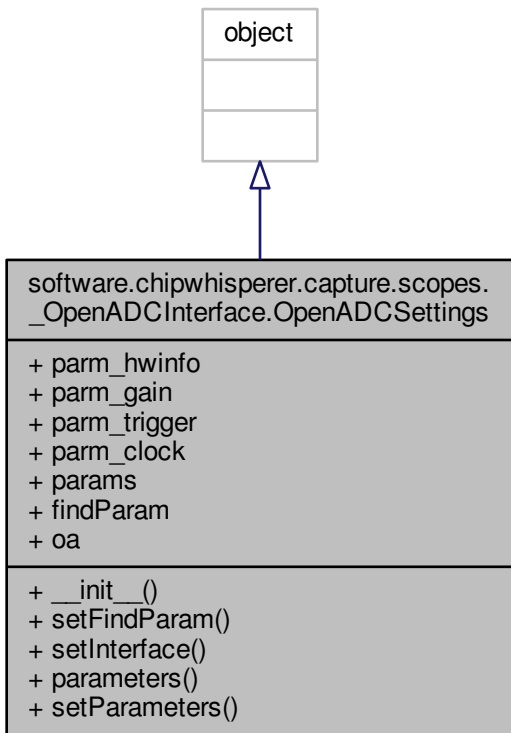 object
software.chipwhisperer.capture.scopes.
_OpenADCInterface.OpenADCSettings
+ parm_hwinfo
+ parm_gain
+ parm_trigger
+ parm_clock
+ params
+ findParam
+ oa
+ __init__()
+ setFindParam()
+ setInterface()
+ parameters()
+ setParameters()